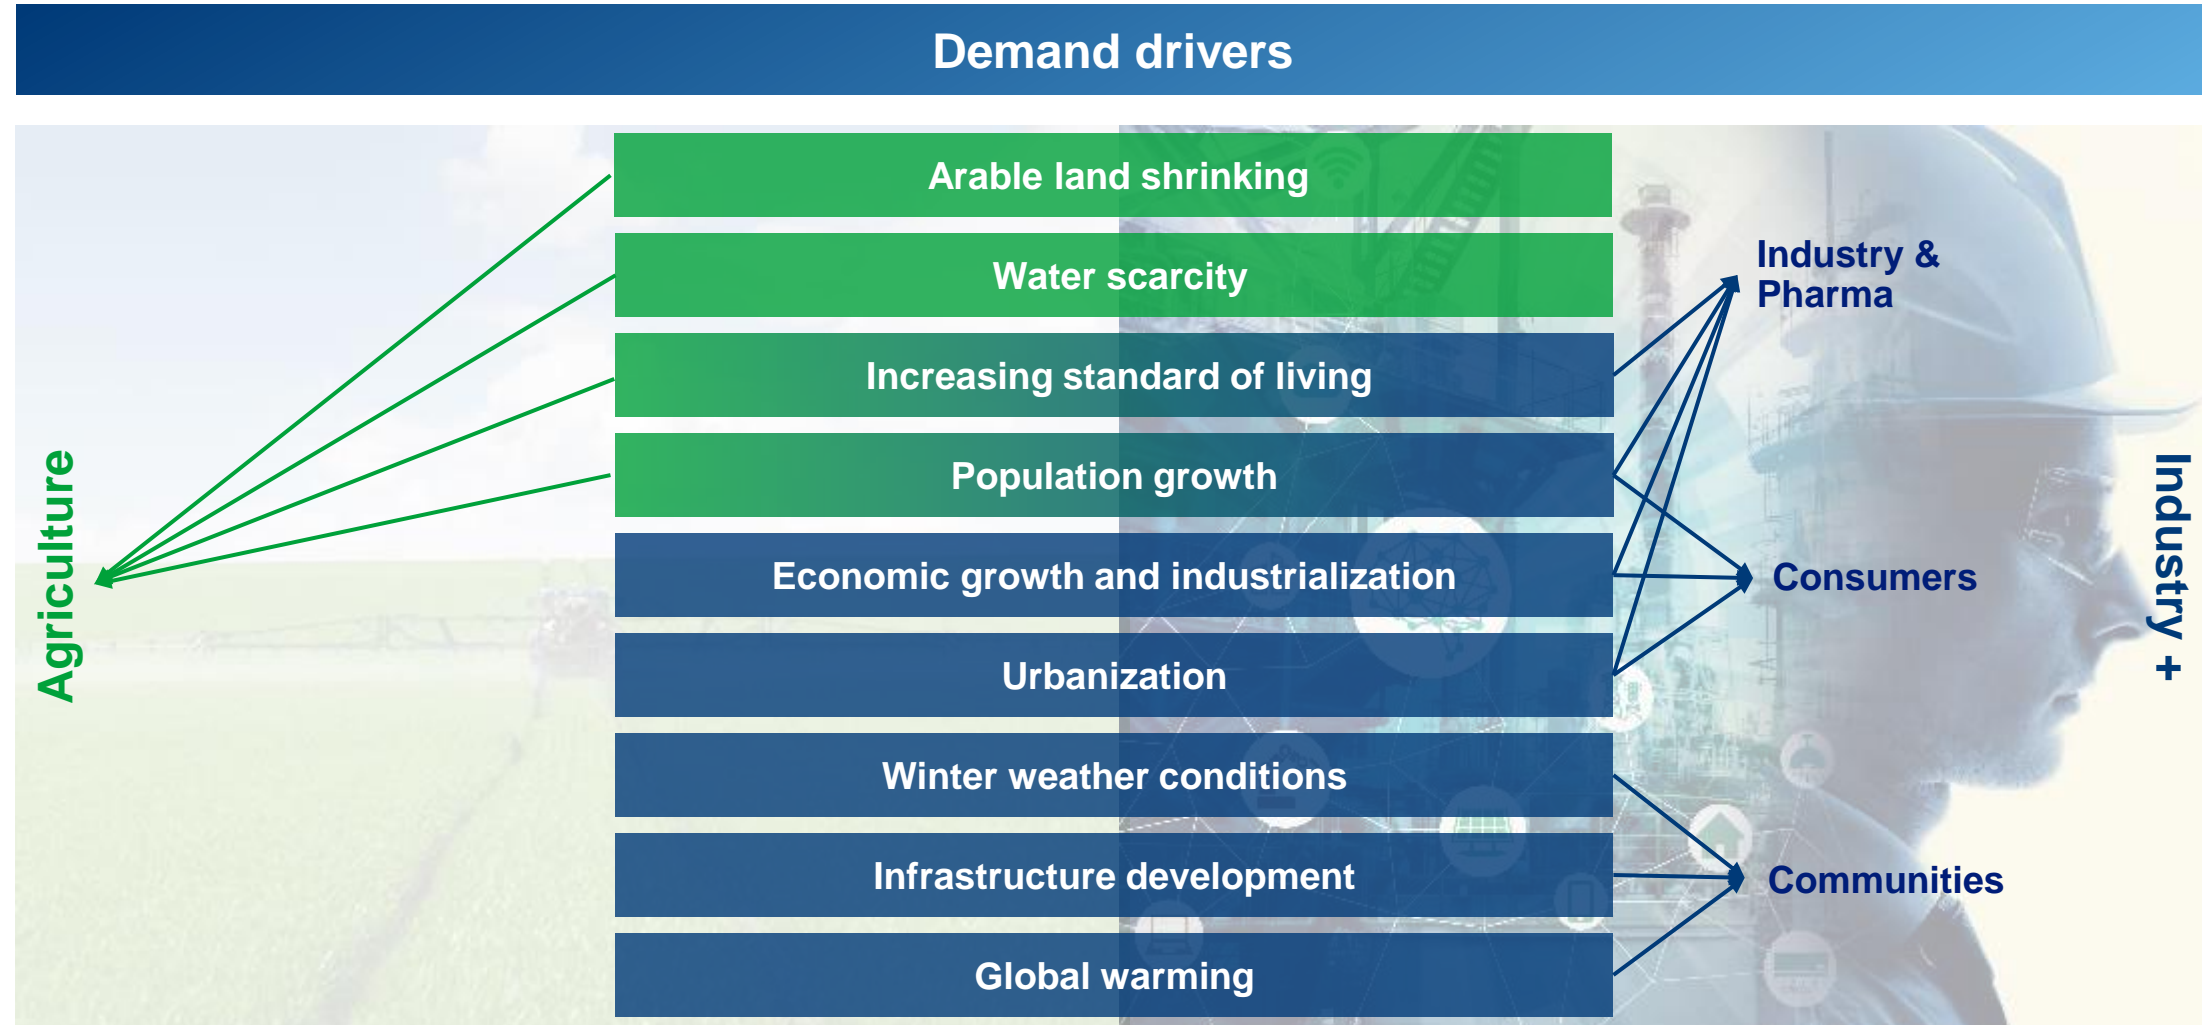 Demand drivers
Agriculture
Arable land shrinking
Water scarcity
Increasing standard of living
Population growth
Economic growth and industrialization
Urbanization
Winter weather conditions
Infrastructure development
Global warming
Industry &
Pharma
Consumers
Communities
Industry +